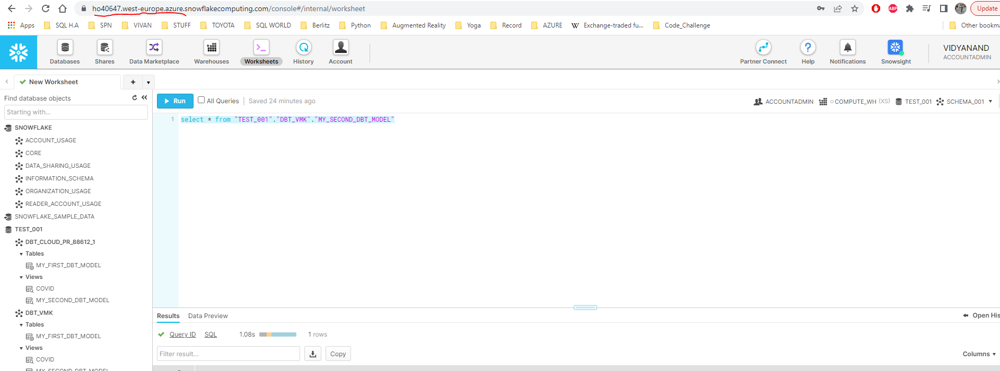 ho40647.west-europe.azure.snowflakecomputing.com/console#/internal/worksheet
ABP
Update
Apps SQL H.A SPN VIVAN STUFF TOYOTA SQL WORLD Berlitz Python Augmented Reality Yoga Record AZURE W Exchange-traded fu... Code_Challenge Other bookma
Databases Shares Data Marketplace Warehouses Worksheets History Account Partner Connect Help Notifications Snowsight
VIDYANAND
ACCOUNTADMIN
New Worksheet
Find database objects
Starting with...
Run All Queries Saved 24 minutes ago ACCOUNTADMIN COMPUTE_WH (XS) TEST_001 SCHEMA_001
1 select * from "TEST_001"."DBT_VMK"."MY_SECOND_DBT_MODEL"
SNOWFLAKE
ACCOUNT_USAGE
CORE
DATA_SHARING_USAGE
INFORMATION_SCHEMA
ORGANIZATION_USAGE
READER_ACCOUNT_USAGE
SNOWFLAKE_SAMPLE_DATA
TEST_001
DBT_CLOUD_PR_88612_1
Tables
MY_FIRST_DBT_MODEL
Views
COVID
MY_SECOND_DBT_MODEL
DBT_VMK
Tables
MY_FIRST_DBT_MODEL
Views
COVID
MY_SECOND_DBT_MODEL
Results Data Preview Open His
Query ID SQL 1.08s 1 rows
Filter result... Copy Columns